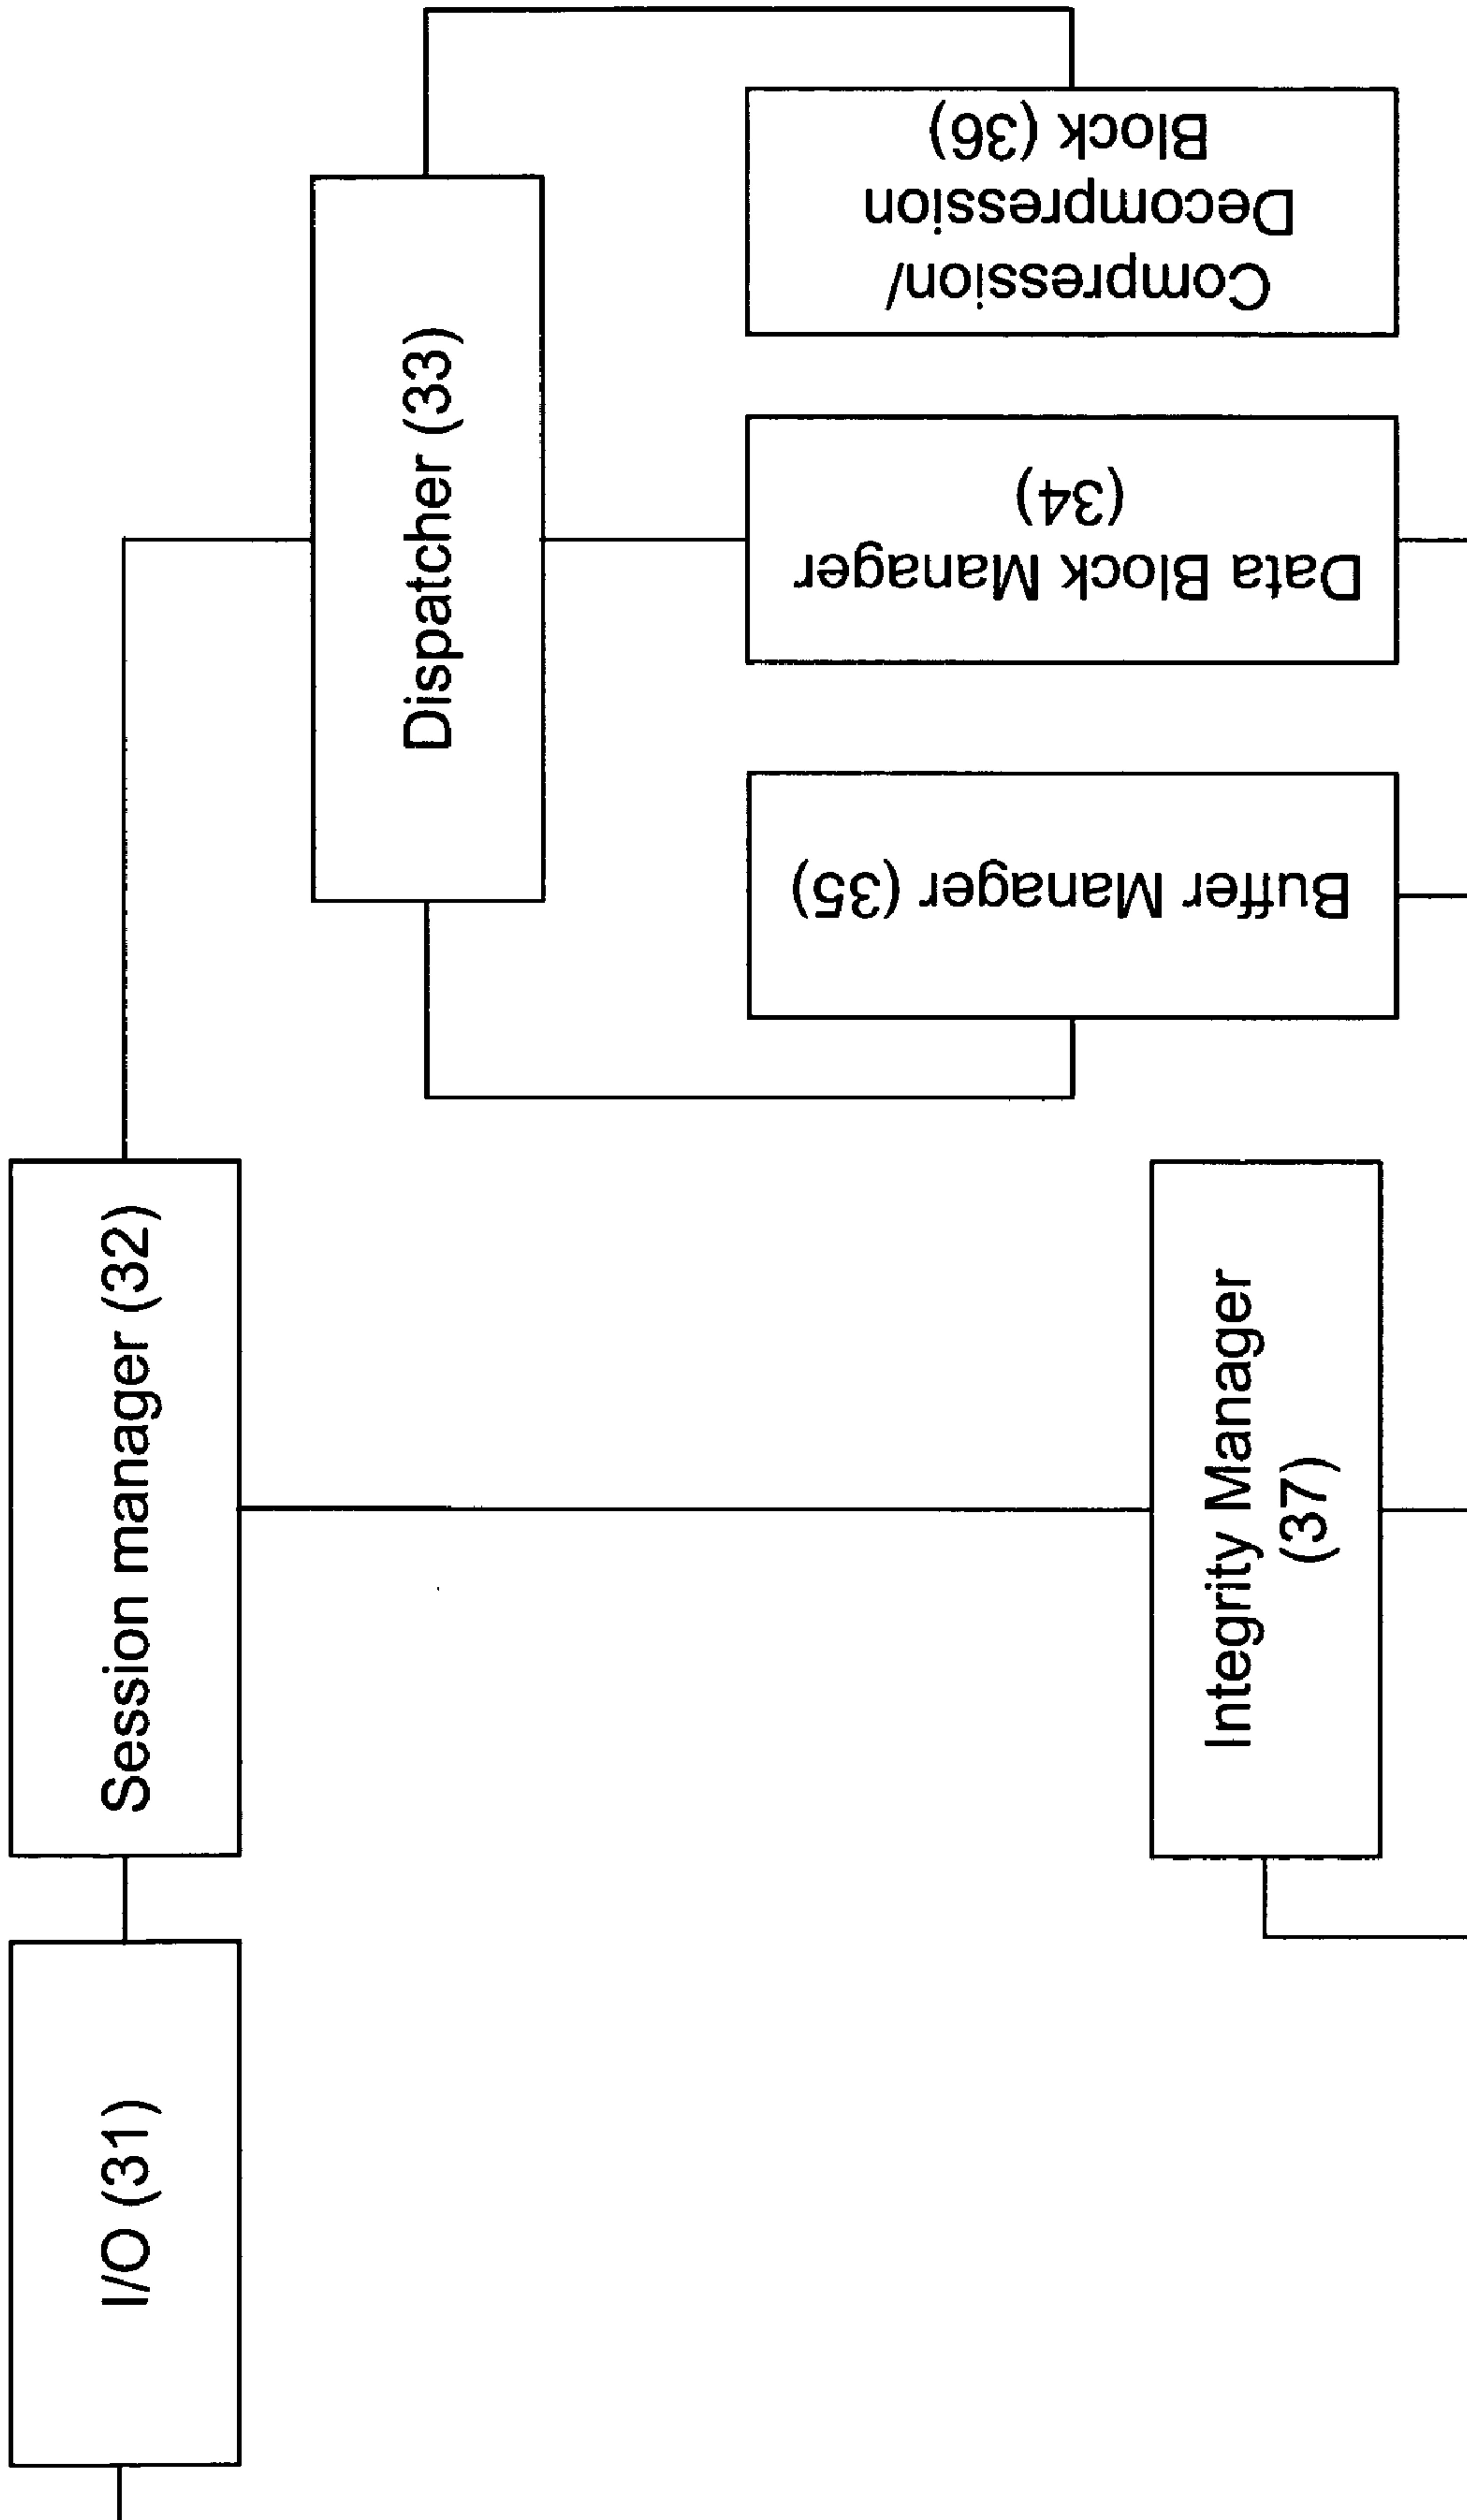 I/O (31)
Session manager (32)
Dispatcher (33)
Integrity Manager
(37)
Buffer Manager (35)
Data Block Manager
(34)
Compression/
Decompression
Block (36)